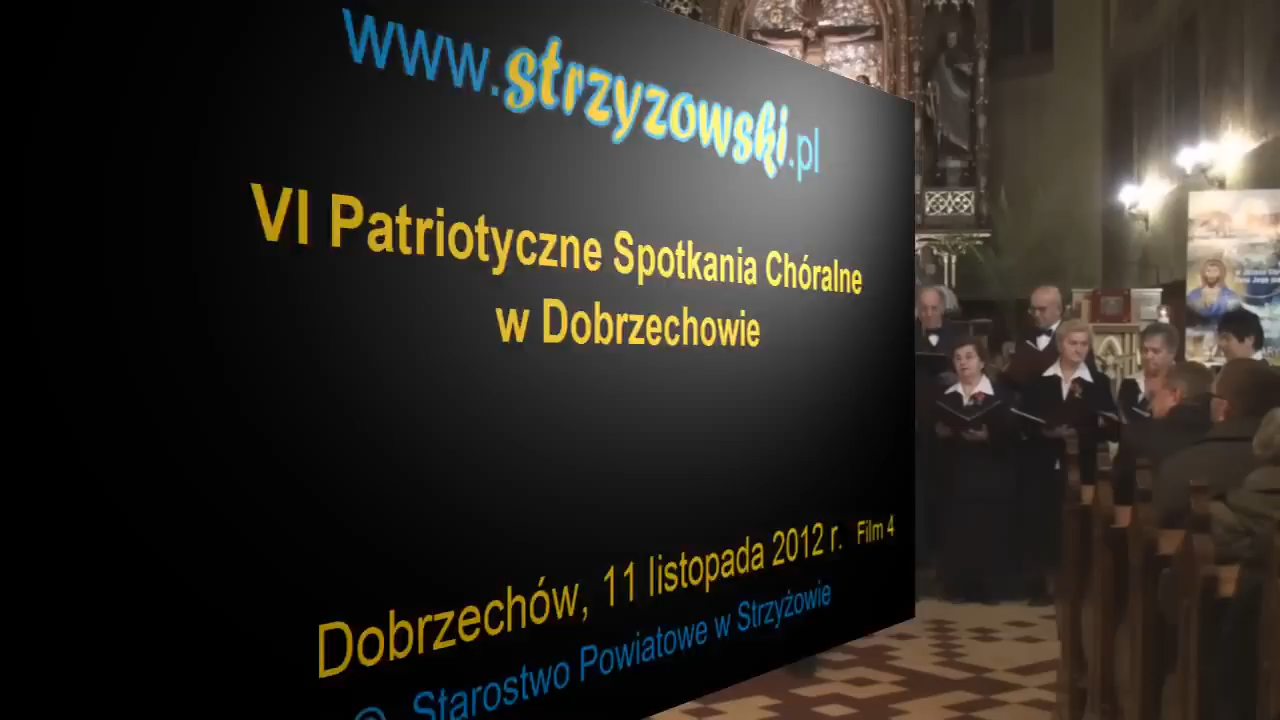 www.strzyzowski.pl
VI Patriotyczne Spotkania Chóralne
w Dobrzechowie
Dobrzechów, 11 listopada 2012 r. Film 4
© Starostwo Powiatowe w Strzyżowie